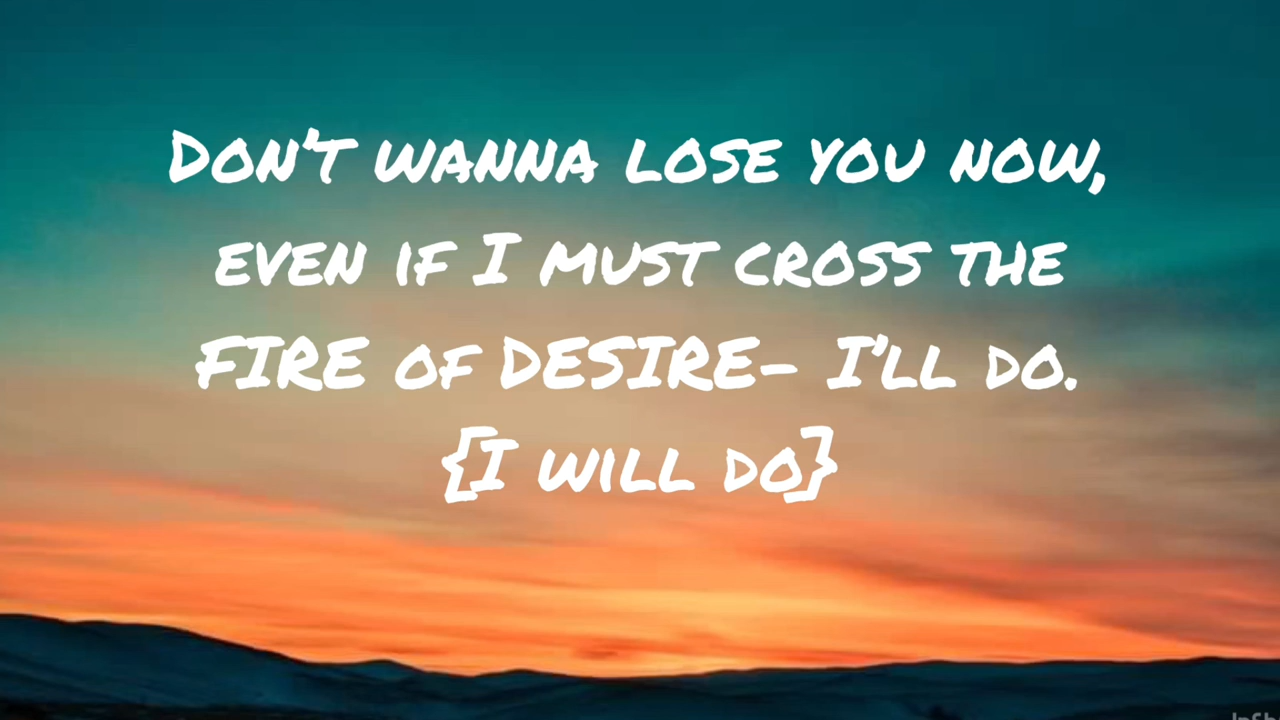 Don't wanna lose you now,
even if I must cross the
FIRE of DESIRE- I'll do.
{I will do}